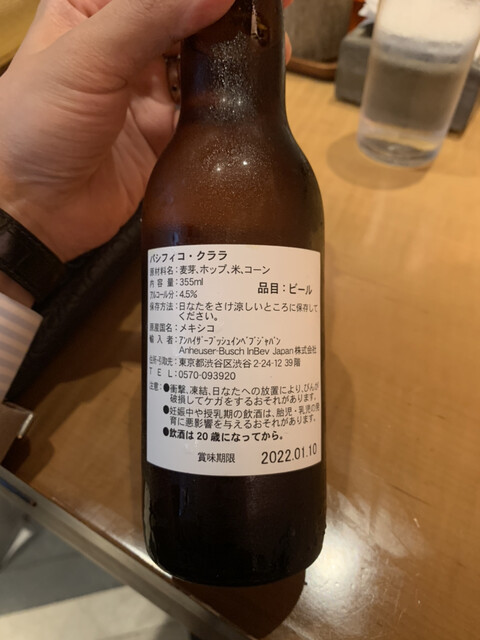 パシフィコ・クララ
原材料名：麦芽、ホップ、米、コーン
内 容 量：355ml
品目：ビール
アルコール分：4.5%
保存方法：日なたをさけ涼しいところに保存して
ください。
原産国名：メキシコ
輸 入 者：ｱﾝﾊｲｻﾞｰﾌﾞｯｼｭｲﾝﾍﾞﾌﾞｼﾞｬﾊﾟﾝ
Anheuser-Busch InBev Japan 株式会社
住所・引取先：東京都渋谷区渋谷 2-24-12 39階
T E L：0570-093920
注意：●衝撃、凍結、日なたへの放置により、びんが
破損してケガをするおそれがあります。
●妊娠中や授乳期の飲酒は、胎児・乳児の発
育に悪影響を与えるおそれがあります。
●飲酒は 20 歳になってから。
賞味期限 2022.01.10